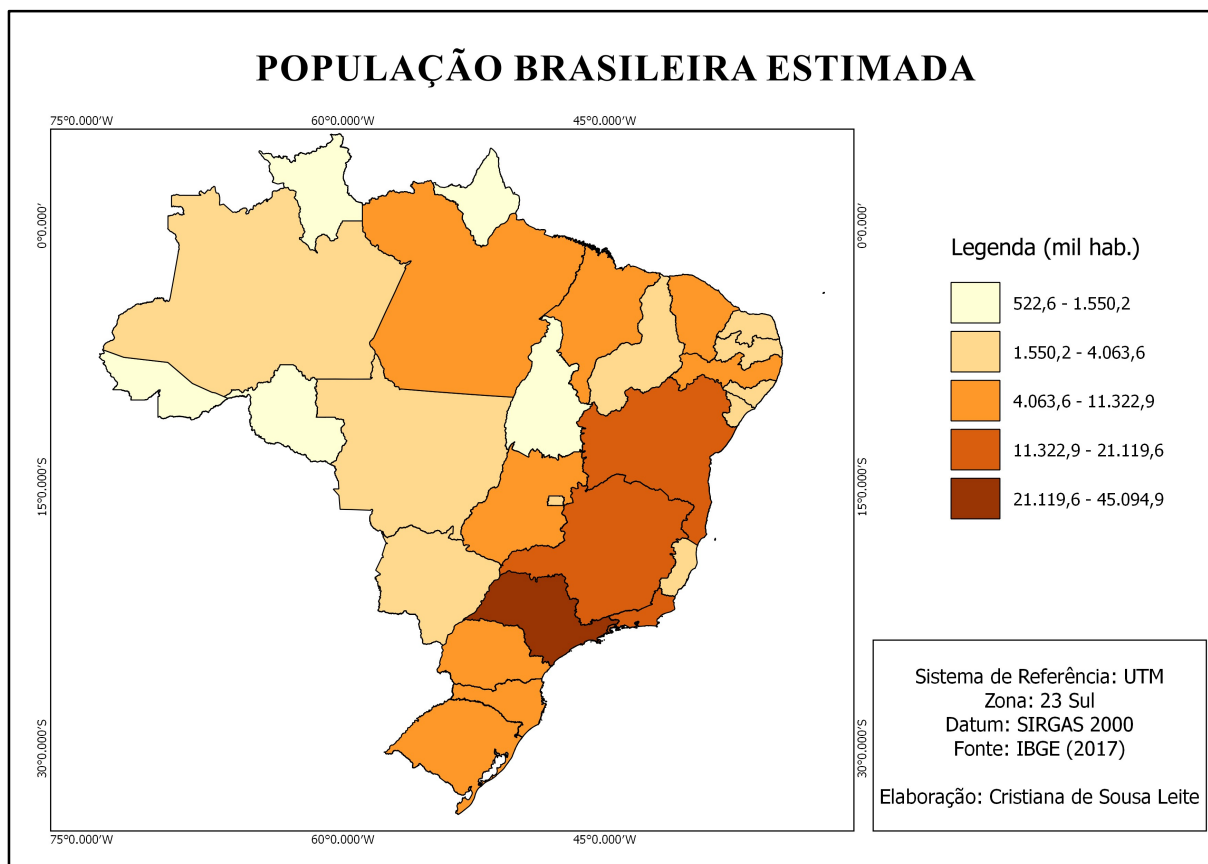 POPULAÇÃO BRASILEIRA ESTIMADA
75°0.000'W 60°0.000'W 45°0.000'W
0°0.000' 0°0.000'
Legenda (mil hab.)
522,6 - 1.550,2
1.550,2 - 4.063,6
4.063,6 - 11.322,9
11.322,9 - 21.119,6
21.119,6 - 45.094,9
15°0.000'S 15°0.000'S
30°0.000'S 30°0.000'S
Sistema de Referência: UTM
Zona: 23 Sul
Datum: SIRGAS 2000
Fonte: IBGE (2017)
Elaboração: Cristiana de Sousa Leite
75°0.000'W 60°0.000'W 45°0.000'W